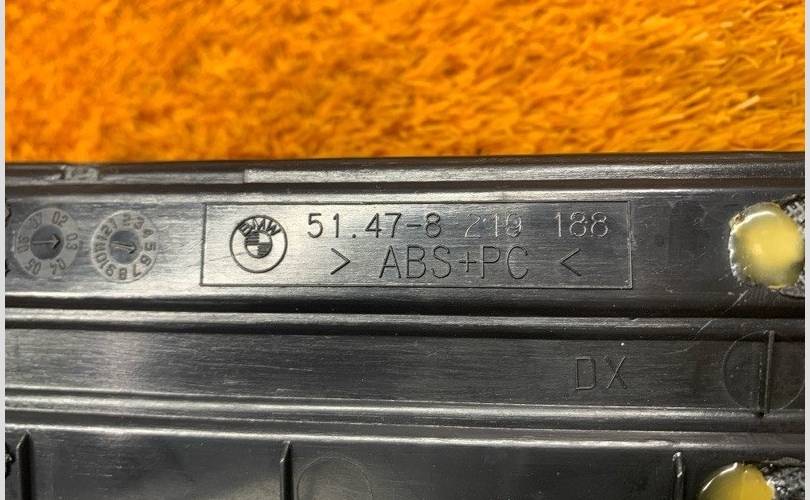 BMW
51.47-8 219 188
> ABS+PC <
DX